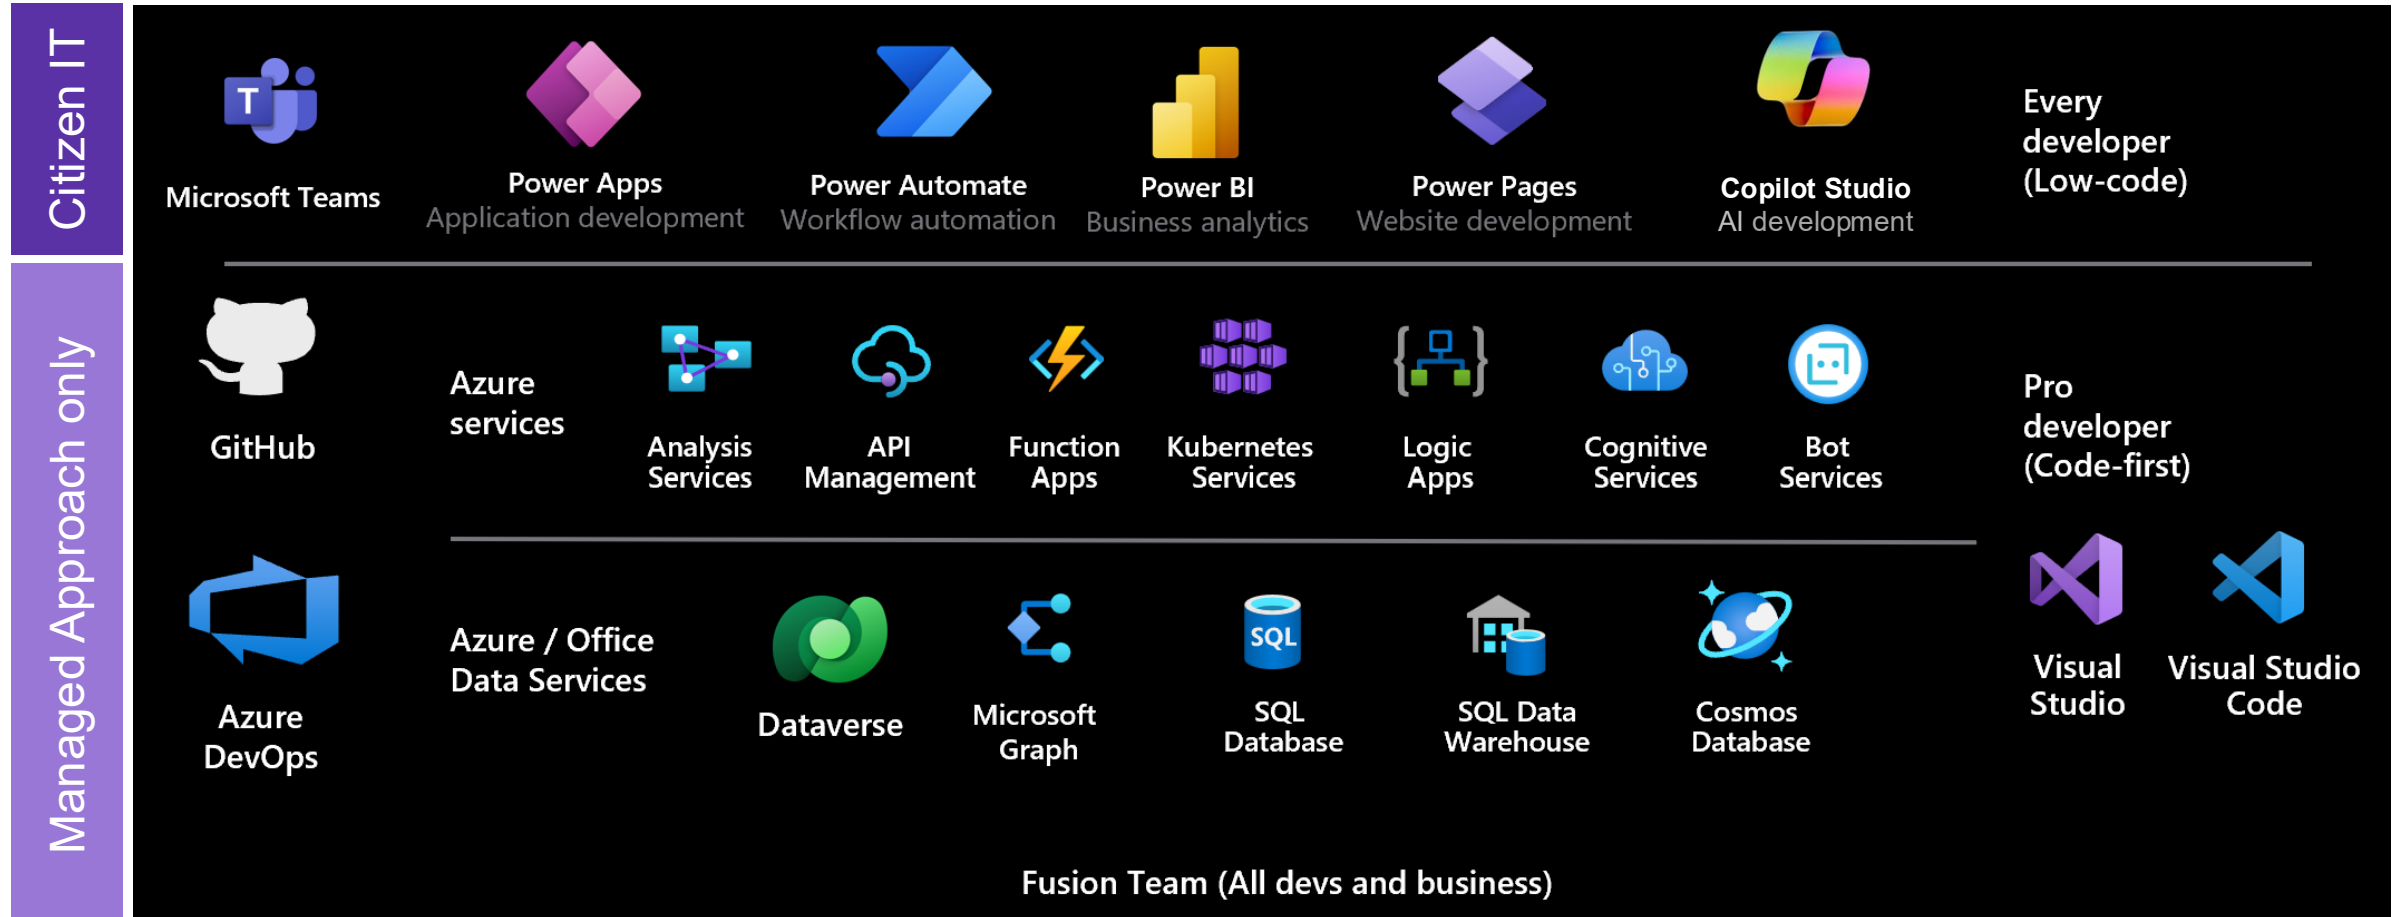 Citizen IT
T
Microsoft Teams
Power Apps
Application development
Power Automate
Workflow automation
Power BI
Business analytics
Power Pages
Website development
Copilot Studio
AI development
Every
developer
(Low-code)
Managed Approach only
GitHub
Azure
services
Analysis
Services
API
Management
Function
Apps
Kubernetes
Services
Logic
Apps
Cognitive
Services
Bot
Services
Pro
developer
(Code-first)
Azure
DevOps
Azure / Office
Data Services
Dataverse
Microsoft
Graph
SQL
SQL
Database
SQL Data
Warehouse
Cosmos
Database
Visual
Studio
Visual Studio
Code
Fusion Team (All devs and business)